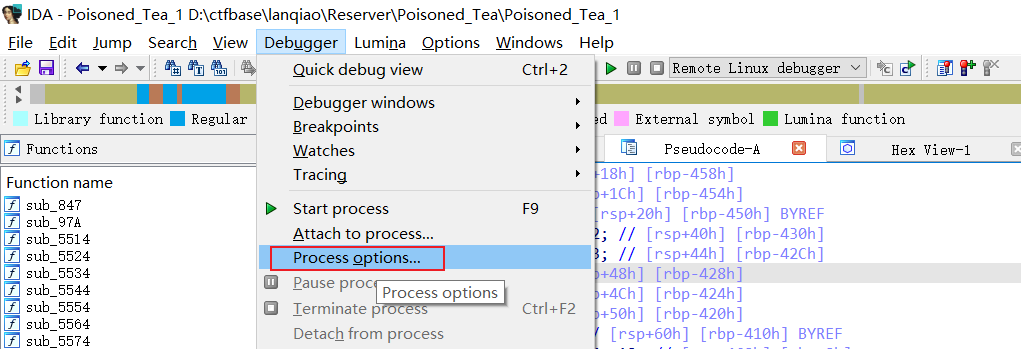 IDA - Poisoned_Tea_1 D:\ctfbase\lanqiao\Reserver\Poisoned_Tea\Poisoned_Tea_1
File Edit Jump Search View Debugger Lumina Options Windows Help
Quick debug view Ctrl+2
Remote Linux debugger
Debugger windows
Library function Regular
External symbol Lumina function
Breakpoints
Functions
Watches
Pseudocode-A
Hex View-1
Tracing
Function name
+18h] [rbp-458h]
sub_847
+1Ch] [rbp-454h]
Start process F9
sub_97A
[rsp+20h] [rbp-450h] BYREF
Attach to process...
sub_5514
2; // [rsp+40h] [rbp-430h]
sub_5524
3; // [rsp+44h] [rbp-42Ch]
Process options...
sub_5534
+48h] [rbp-428h]
Pause proce
Process options
sub_5544
+4Ch] [rbp-424h]
Terminate process Ctrl+F2
sub_5554
+50h] [rbp-420h]
sub_5564
[rsp+60h] [rbp-410h] BYREF
Detach from process
sub_5574